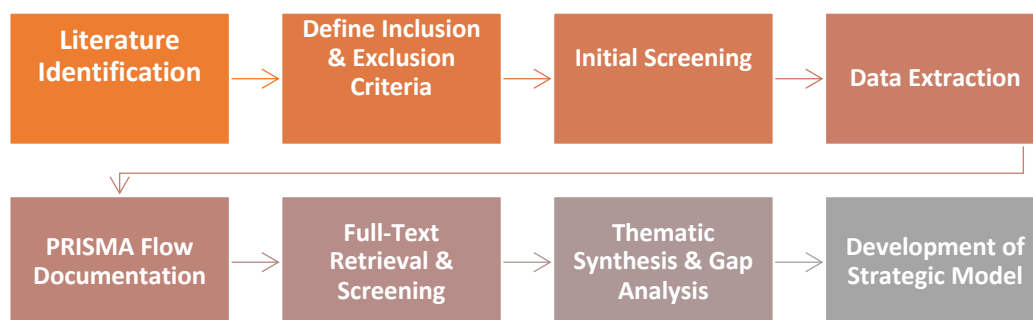 Literature
Identification
Define Inclusion
& Exclusion
Criteria
Initial Screening
Data Extraction
PRISMA Flow
Documentation
Full-Text
Retrieval &
Screening
Thematic
Synthesis & Gap
Analysis
Development of
Strategic Model